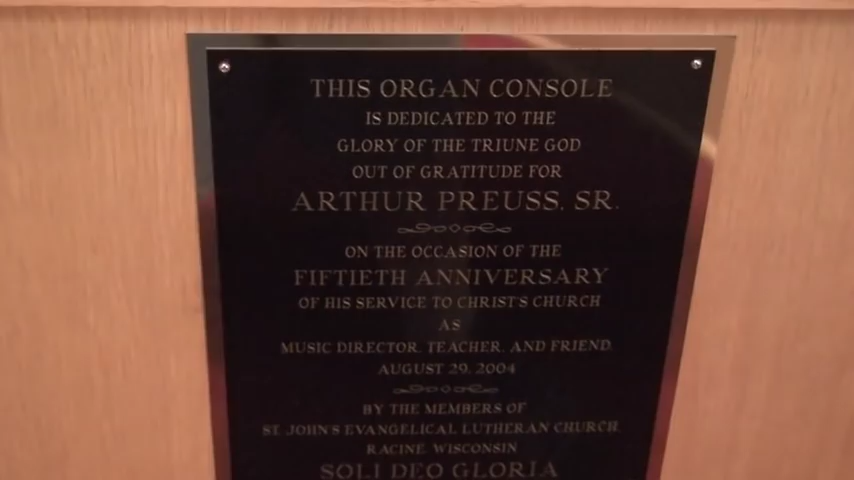 THIS ORGAN CONSOLE
IS DEDICATED TO THE
GLORY OF THE TRIUNE GOD
OUT OF GRATITUDE FOR
ARTHUR PREUSS, SR.
ON THE OCCASION OF THE
FIFTIETH ANNIVERSARY
OF HIS SERVICE TO CHRIST'S CHURCH
AS
MUSIC DIRECTOR, TEACHER, AND FRIEND.
AUGUST 29, 2004
BY THE MEMBERS OF
ST. JOHN'S EVANGELICAL LUTHERAN CHURCH,
RACINE, WISCONSIN
SOLI DEO GLORIA